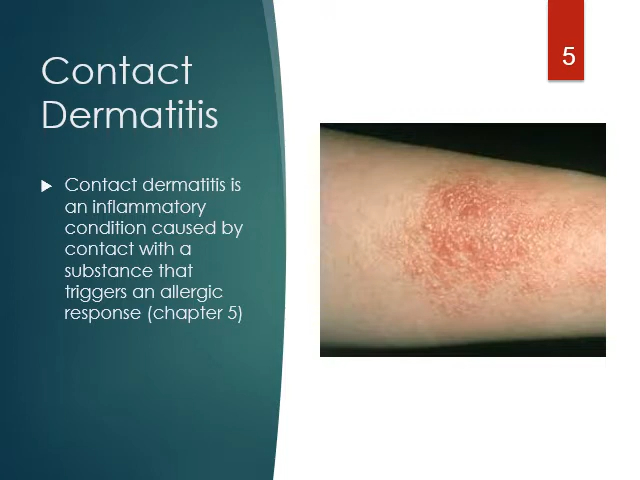 Contact
Dermatitis
5
Contact dermatitis is
an inflammatory
condition caused by
contact with a
substance that
triggers an allergic
response (chapter 5)